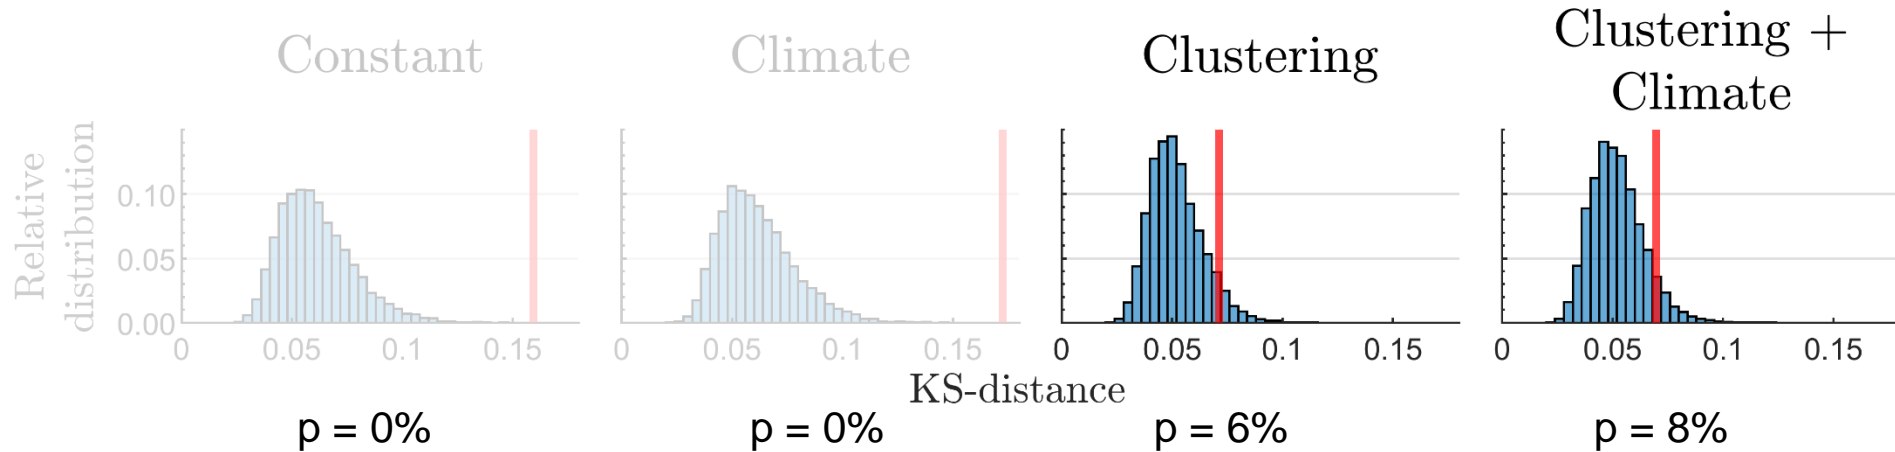 Constant
Climate
Clustering
Clustering +
Climate
Relative
distribution
0.10
0.05
0.00
0 0.05 0.1 0.15
0 0.05 0.1 0.15
0 0.05 0.1 0.15
0 0.05 0.1 0.15
KS-distance
p = 0%
p = 0%
p = 6%
p = 8%